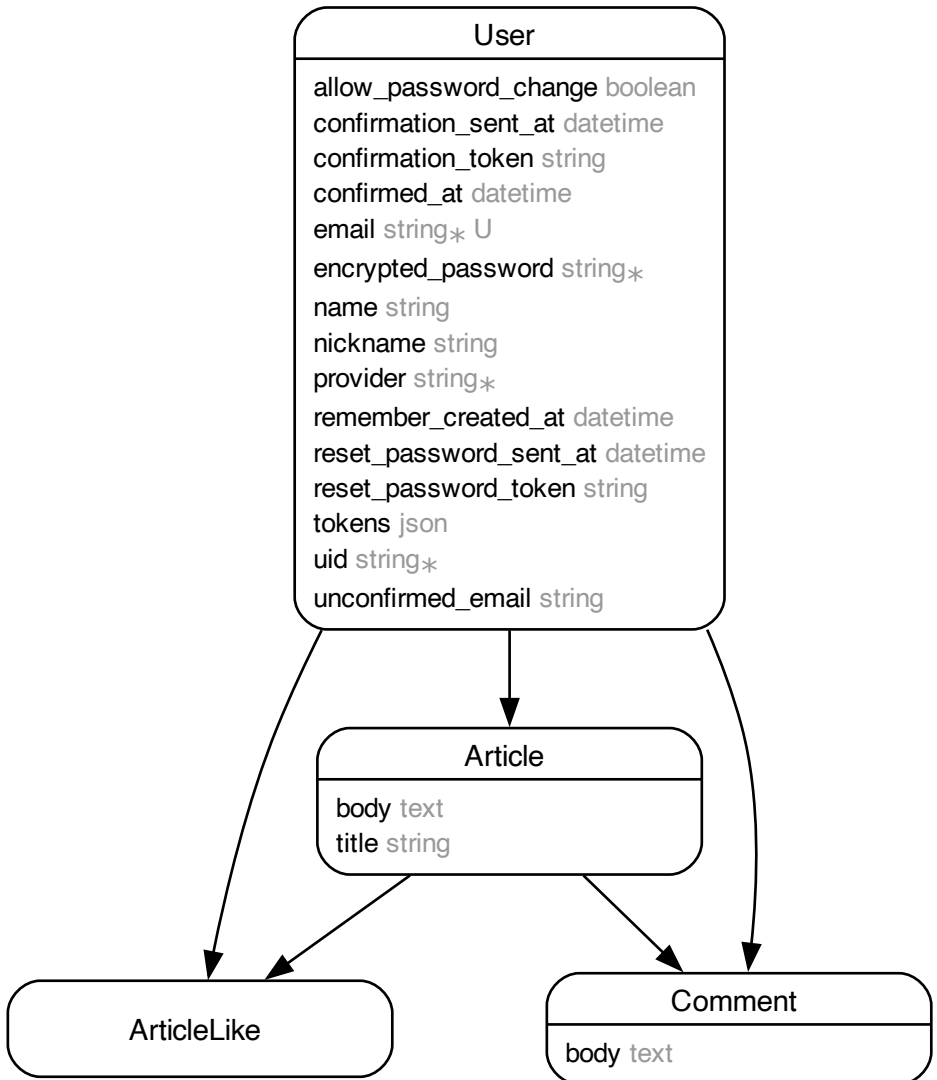 User
allow_password_change boolean
confirmation_sent_at datetime
confirmation_token string
confirmed_at datetime
email string∗ U
encrypted_password string∗
name string
nickname string
provider string∗
remember_created_at datetime
reset_password_sent_at datetime
reset_password_token string
tokens json
uid string∗
unconfirmed_email string
Article
body text
title string
ArticleLike
Comment
body text